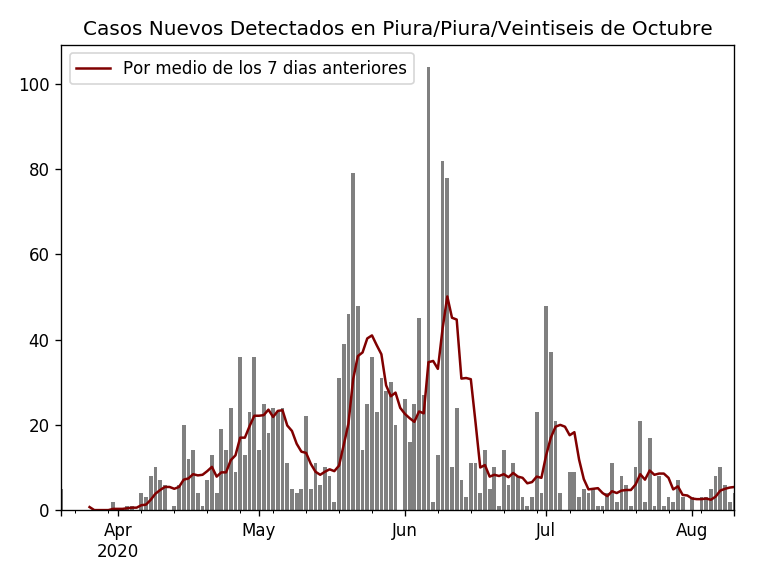 Casos Nuevos Detectados en Piura/Piura/Veintiseis de Octubre
Por medio de los 7 dias anteriores
100
80
60
40
20
0
Apr
2020
May
Jun
Jul
Aug